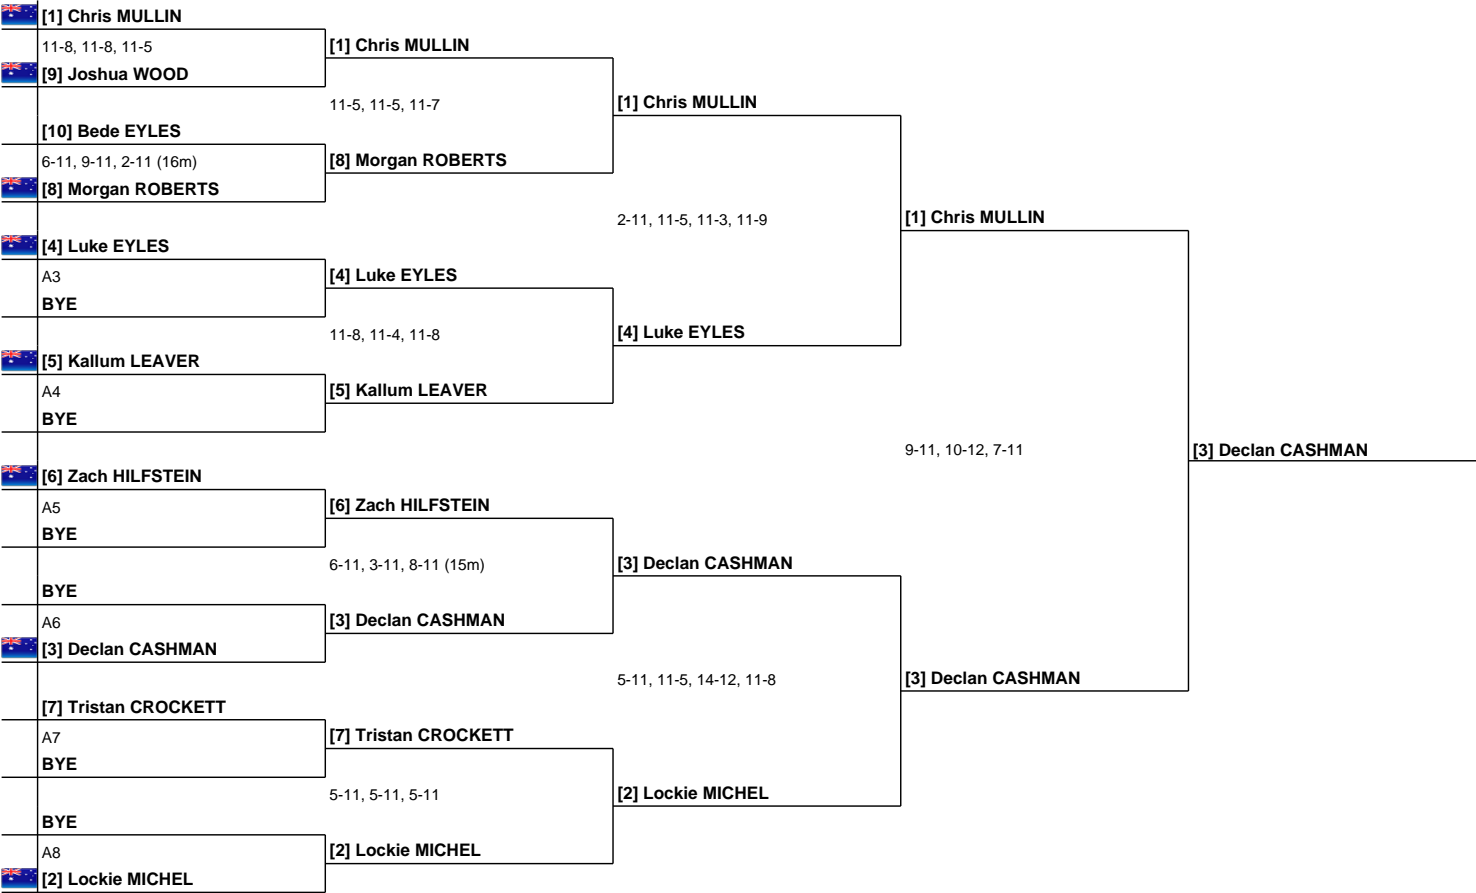 [1] Chris MULLIN
11-8, 11-8, 11-5
[9] Joshua WOOD
[10] Bede EYLES
6-11, 9-11, 2-11 (16m)
[8] Morgan ROBERTS
[4] Luke EYLES
A3
BYE
[5] Kallum LEAVER
A4
BYE
[6] Zach HILFSTEIN
A5
BYE
BYE
A6
[3] Declan CASHMAN
[7] Tristan CROCKETT
A7
BYE
BYE
A8
[2] Lockie MICHEL
[1] Chris MULLIN
11-5, 11-5, 11-7
[8] Morgan ROBERTS
[4] Luke EYLES
11-8, 11-4, 11-8
[5] Kallum LEAVER
[6] Zach HILFSTEIN
6-11, 3-11, 8-11 (15m)
[3] Declan CASHMAN
[7] Tristan CROCKETT
5-11, 5-11, 5-11
[2] Lockie MICHEL
[1] Chris MULLIN
2-11, 11-5, 11-3, 11-9
[4] Luke EYLES
[3] Declan CASHMAN
5-11, 11-5, 14-12, 11-8
[2] Lockie MICHEL
[1] Chris MULLIN
9-11, 10-12, 7-11
[3] Declan CASHMAN
[3] Declan CASHMAN